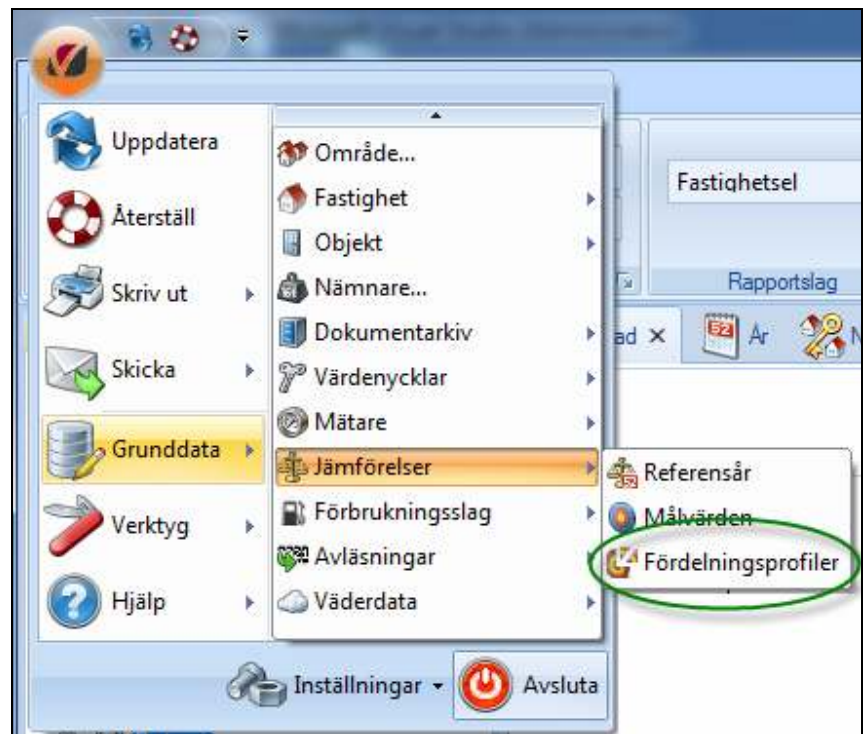 Uppdatera
Återställ
Skriv ut
Skicka
Grunddata
Verktyg
Hjälp
Område...
Fastighet
Objekt
Nämnare...
Dokumentarkiv
Värdenycklar
Mätare
Jämförelser
Förbrukningsslag
Avläsningar
Väderdata
Referensår
Målvärden
Fördelningsprofiler
Inställningar
Avsluta
Fastighetsel
Rapportslag
ad
52
År
N